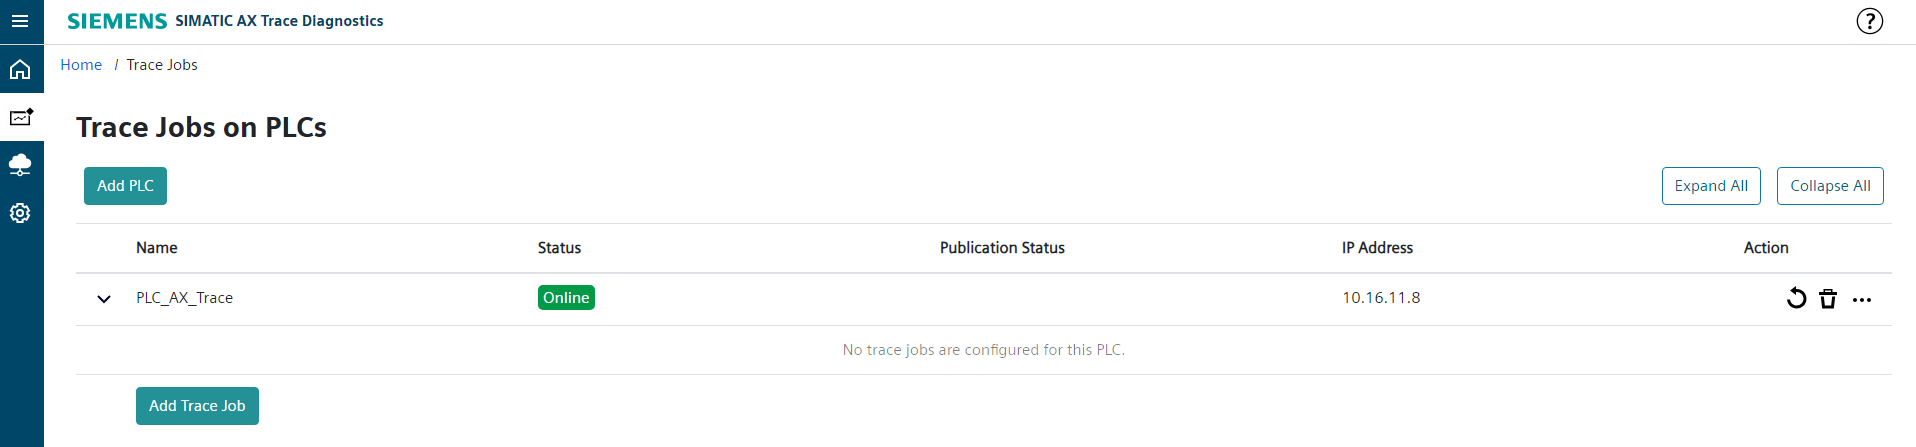 SIEMENS SIMATIC AX Trace Diagnostics ?
Home / Trace Jobs
Trace Jobs on PLCs
Add PLC Expand All Collapse All
Name Status Publication Status IP Address Action
PLC_AX_Trace Online 10.16.11.8
No trace jobs are configured for this PLC.
Add Trace Job